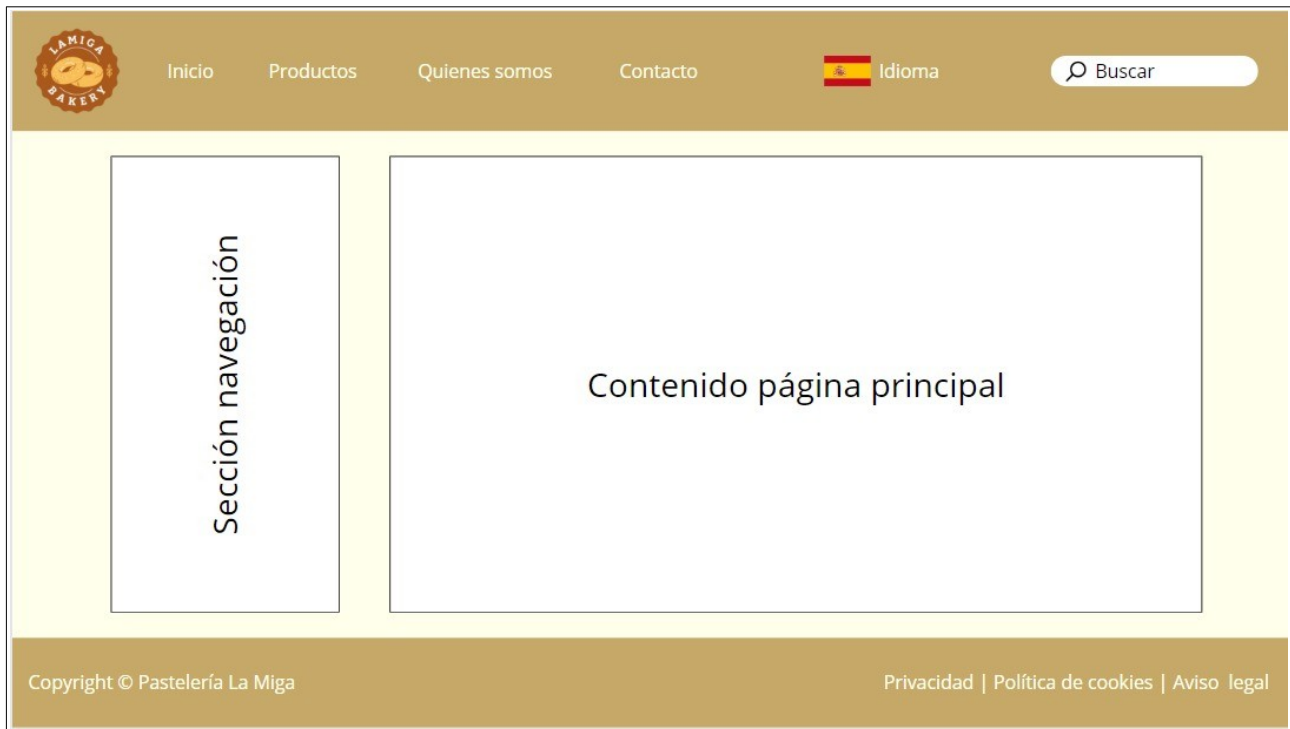 LAMIGA
BAKERY
Inicio
Productos
Quienes somos
Contacto
Idioma
Buscar
Sección navegación
Contenido página principal
Copyright © Pastelería La Miga
Privacidad | Política de cookies | Aviso legal